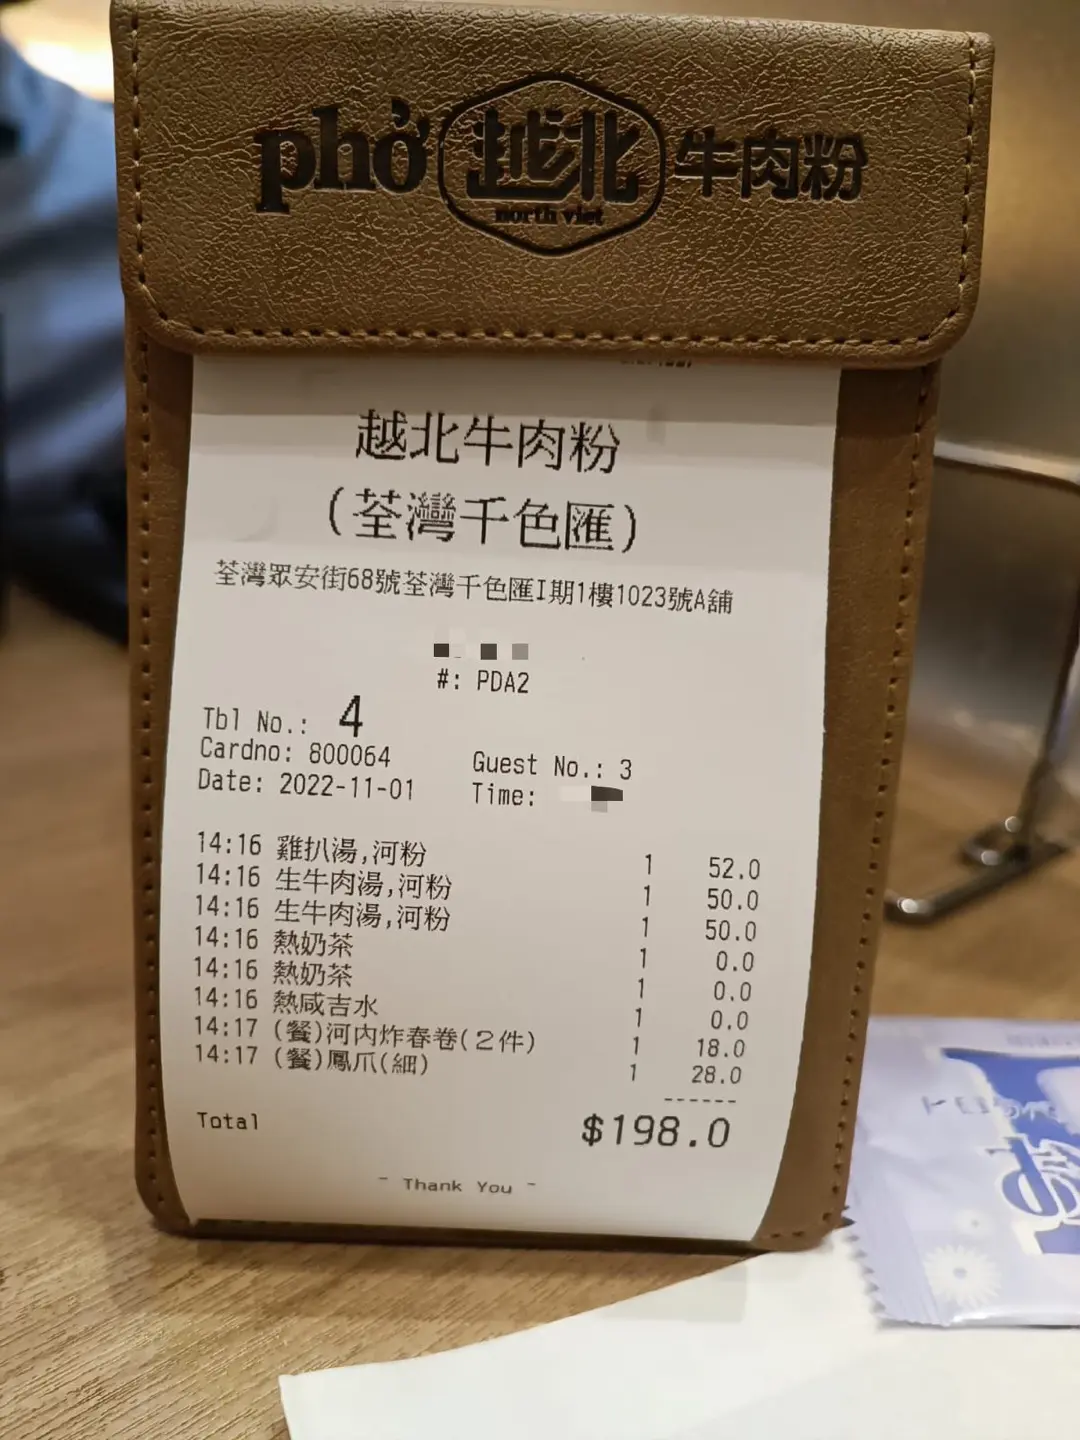 phở 越北 牛肉粉
north viet
越北牛肉粉
(荃灣千色匯)
荃灣眾安街68號荃灣千色匯I期1樓1023號A舖
#: PDA2
Tbl No.: 4
Cardno: 800064 Guest No.: 3
Date: 2022-11-01 Time:
14:16 雞扒湯,河粉 1 52.0
14:16 生牛肉湯,河粉 1 50.0
14:16 生牛肉湯,河粉 1 50.0
14:16 熱奶茶 1 0.0
14:16 熱奶茶 1 0.0
14:16 熱咸吉水 1 0.0
14:17 (餐)河內炸春卷(2件) 1 18.0
14:17 (餐)鳳爪(細) 1 28.0
------
Total $198.0
- Thank You -